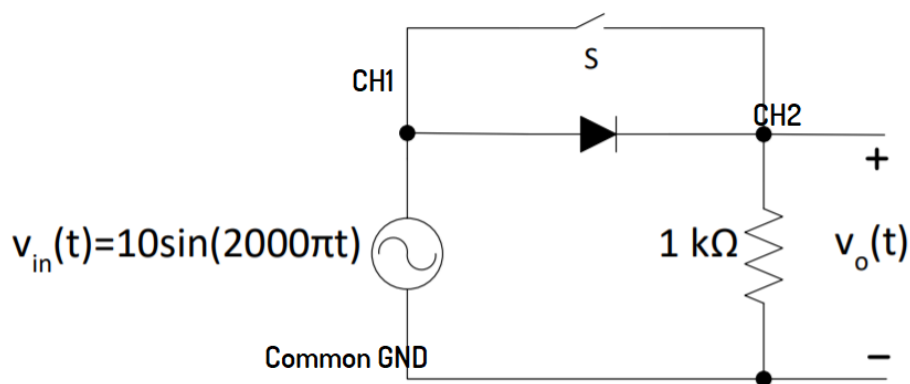 S
CH1
CH2
+
v_in(t)=10sin(2000πt)
1 kΩ
v_o(t)
Common GND
−